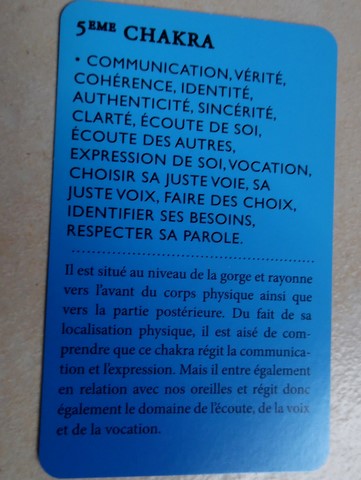 5EME CHAKRA
• COMMUNICATION, VÉRITÉ,
COHÉRENCE, IDENTITÉ,
AUTHENTICITÉ, SINCÉRITÉ,
CLARTÉ, ÉCOUTE DE SOI,
ÉCOUTE DES AUTRES,
EXPRESSION DE SOI, VOCATION,
CHOISIR SA JUSTE VOIE, SA
JUSTE VOIX, FAIRE DES CHOIX,
IDENTIFIER SES BESOINS,
RESPECTER SA PAROLE.
Il est situé au niveau de la gorge et rayonne
vers l'avant du corps physique ainsi que
vers la partie postérieure. Du fait de sa
localisation physique, il est aisé de com-
prendre que ce chakra régit la communica-
tion et l'expression. Mais il entre également
en relation avec nos oreilles et régit donc
également le domaine de l'écoute, de la voix
et de la vocation.